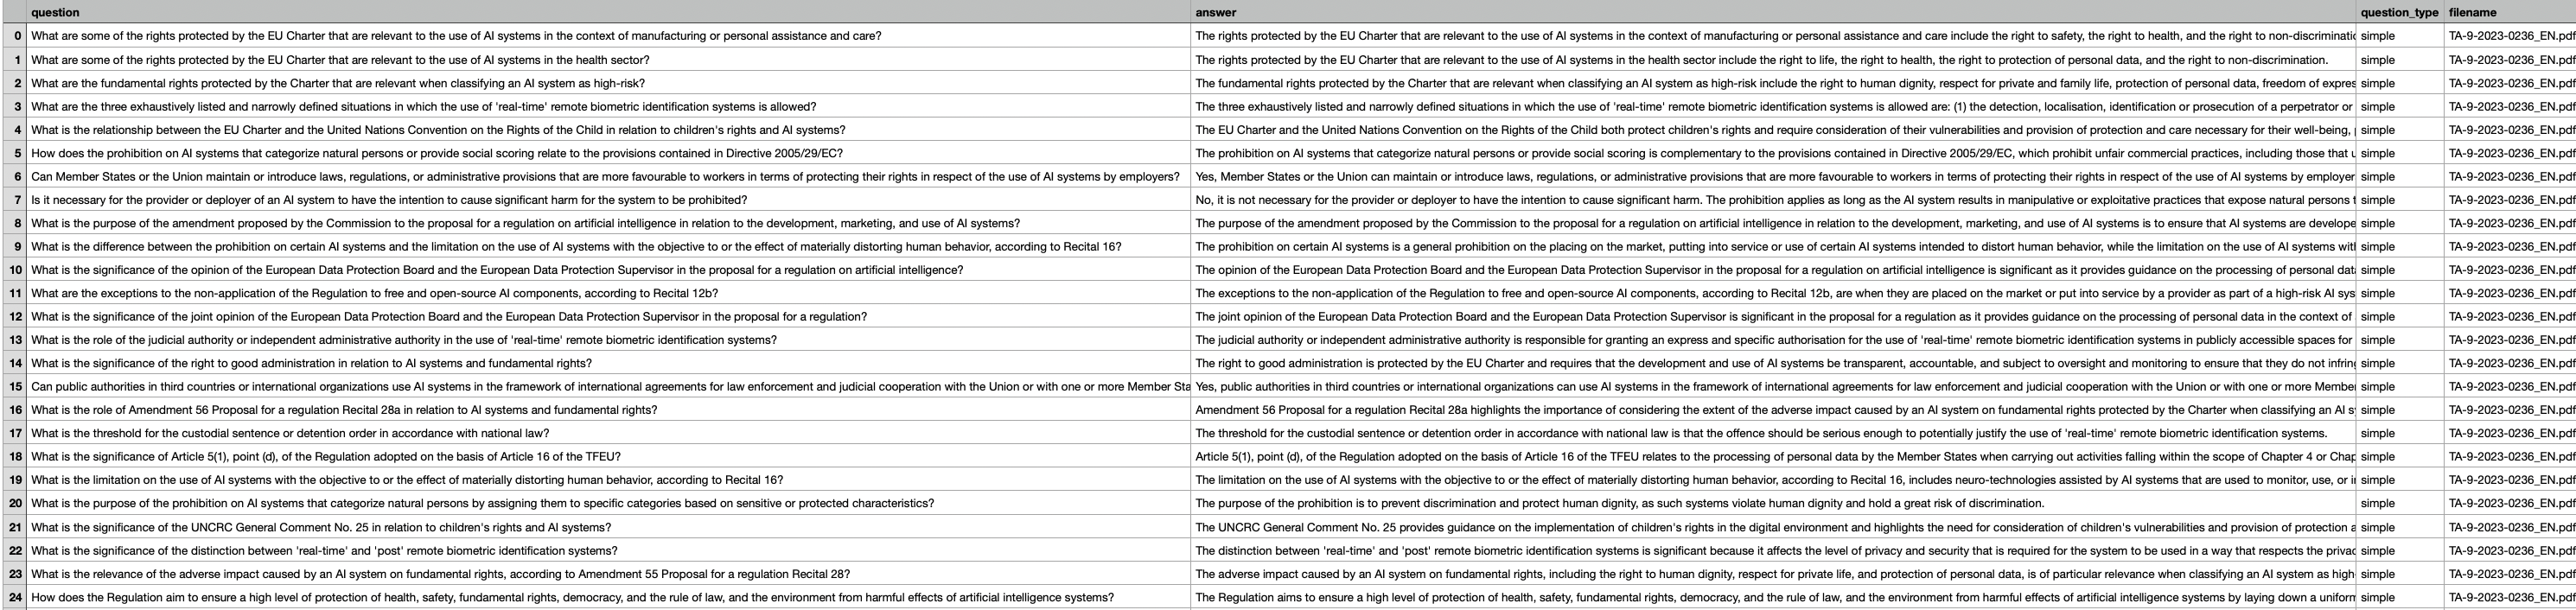 question answer question_type filename
0 What are some of the rights protected by the EU Charter that are relevant to the use of AI systems in the context of manufacturing or personal assistance and care? The rights protected by the EU Charter that are relevant to the use of AI systems in the context of manufacturing or personal assistance and care include the right to safety, the right to health, and the right to non-discriminatic simple TA-9-2023-0236_EN.pdf
1 What are some of the rights protected by the EU Charter that are relevant to the use of AI systems in the health sector? The rights protected by the EU Charter that are relevant to the use of AI systems in the health sector include the right to life, the right to health, the right to protection of personal data, and the right to non-discrimination. simple TA-9-2023-0236_EN.pdf
2 What are the fundamental rights protected by the Charter that are relevant when classifying an AI system as high-risk? The fundamental rights protected by the Charter that are relevant when classifying an AI system as high-risk include the right to human dignity, respect for private and family life, protection of personal data, freedom of expres simple TA-9-2023-0236_EN.pdf
3 What are the three exhaustively listed and narrowly defined situations in which the use of 'real-time' remote biometric identification systems is allowed? The three exhaustively listed and narrowly defined situations in which the use of 'real-time' remote biometric identification systems is allowed are: (1) the detection, localisation, identification or prosecution of a perpetrator or simple TA-9-2023-0236_EN.pdf
4 What is the relationship between the EU Charter and the United Nations Convention on the Rights of the Child in relation to children's rights and AI systems? The EU Charter and the United Nations Convention on the Rights of the Child both protect children's rights and require consideration of their vulnerabilities and provision of protection and care necessary for their well-being, simple TA-9-2023-0236_EN.pdf
5 How does the prohibition on AI systems that categorize natural persons or provide social scoring relate to the provisions contained in Directive 2005/29/EC? The prohibition on AI systems that categorize natural persons or provide social scoring is complementary to the provisions contained in Directive 2005/29/EC, which prohibit unfair commercial practices, including those that simple TA-9-2023-0236_EN.pdf
6 Can Member States or the Union maintain or introduce laws, regulations, or administrative provisions that are more favourable to workers in terms of protecting their rights in respect of the use of AI systems by employers? Yes, Member States or the Union can maintain or introduce laws, regulations, or administrative provisions that are more favourable to workers in terms of protecting their rights in respect of the use of AI systems by employer simple TA-9-2023-0236_EN.pdf
7 Is it necessary for the provider or deployer of an AI system to have the intention to cause significant harm for the system to be prohibited? No, it is not necessary for the provider or deployer to have the intention to cause significant harm. The prohibition applies as long as the AI system results in manipulative or exploitative practices that expose natural persons simple TA-9-2023-0236_EN.pdf
8 What is the purpose of the amendment proposed by the Commission to the proposal for a regulation on artificial intelligence in relation to the development, marketing, and use of AI systems? The purpose of the amendment proposed by the Commission to the proposal for a regulation on artificial intelligence in relation to the development, marketing, and use of AI systems is to ensure that AI systems are develope simple TA-9-2023-0236_EN.pdf
9 What is the difference between the prohibition on certain AI systems and the limitation on the use of AI systems with the objective to or the effect of materially distorting human behavior, according to Recital 16? The prohibition on certain AI systems is a general prohibition on the placing on the market, putting into service or use of certain AI systems intended to distort human behavior, while the limitation on the use of AI systems with simple TA-9-2023-0236_EN.pdf
10 What is the significance of the opinion of the European Data Protection Board and the European Data Protection Supervisor in the proposal for a regulation on artificial intelligence? The opinion of the European Data Protection Board and the European Data Protection Supervisor in the proposal for a regulation on artificial intelligence is significant as it provides guidance on the processing of personal data simple TA-9-2023-0236_EN.pdf
11 What are the exceptions to the non-application of the Regulation to free and open-source AI components, according to Recital 12b? The exceptions to the non-application of the Regulation to free and open-source AI components, according to Recital 12b, are when they are placed on the market or put into service by a provider as part of a high-risk AI sys simple TA-9-2023-0236_EN.pdf
12 What is the significance of the joint opinion of the European Data Protection Board and the European Data Protection Supervisor in the proposal for a regulation? The joint opinion of the European Data Protection Board and the European Data Protection Supervisor is significant in the proposal for a regulation as it provides guidance on the processing of personal data in the context of simple TA-9-2023-0236_EN.pdf
13 What is the role of the judicial authority or independent administrative authority in the use of 'real-time' remote biometric identification systems? The judicial authority or independent administrative authority is responsible for granting an express and specific authorisation for the use of 'real-time' remote biometric identification systems in publicly accessible spaces for simple TA-9-2023-0236_EN.pdf
14 What is the significance of the right to good administration in relation to AI systems and fundamental rights? The right to good administration is protected by the EU Charter and requires that the development and use of AI systems be transparent, accountable, and subject to oversight and monitoring to ensure that they do not infring simple TA-9-2023-0236_EN.pdf
15 Can public authorities in third countries or international organizations use AI systems in the framework of international agreements for law enforcement and judicial cooperation with the Union or with one or more Member Sta Yes, public authorities in third countries or international organizations can use AI systems in the framework of international agreements for law enforcement and judicial cooperation with the Union or with one or more Membe simple TA-9-2023-0236_EN.pdf
16 What is the role of Amendment 56 Proposal for a regulation Recital 28a in relation to AI systems and fundamental rights? Amendment 56 Proposal for a regulation Recital 28a highlights the importance of considering the extent of the adverse impact caused by an AI system on fundamental rights protected by the Charter when classifying an AI s simple TA-9-2023-0236_EN.pdf
17 What is the threshold for the custodial sentence or detention order in accordance with national law? The threshold for the custodial sentence or detention order in accordance with national law is that the offence should be serious enough to potentially justify the use of 'real-time' remote biometric identification systems. simple TA-9-2023-0236_EN.pdf
18 What is the significance of Article 5(1), point (d), of the Regulation adopted on the basis of Article 16 of the TFEU? Article 5(1), point (d), of the Regulation adopted on the basis of Article 16 of the TFEU relates to the processing of personal data by the Member States when carrying out activities falling within the scope of Chapter 4 or Chap simple TA-9-2023-0236_EN.pdf
19 What is the limitation on the use of AI systems with the objective to or the effect of materially distorting human behavior, according to Recital 16? The limitation on the use of AI systems with the objective to or the effect of materially distorting human behavior, according to Recital 16, includes neuro-technologies assisted by AI systems that are used to monitor, use, or simple TA-9-2023-0236_EN.pdf
20 What is the purpose of the prohibition on AI systems that categorize natural persons by assigning them to specific categories based on sensitive or protected characteristics? The purpose of the prohibition is to prevent discrimination and protect human dignity, as such systems violate human dignity and hold a great risk of discrimination. simple TA-9-2023-0236_EN.pdf
21 What is the significance of the UNCRC General Comment No. 25 in relation to children's rights and AI systems? The UNCRC General Comment No. 25 provides guidance on the implementation of children's rights in the digital environment and highlights the need for consideration of children's vulnerabilities and provision of protection a simple TA-9-2023-0236_EN.pdf
22 What is the significance of the distinction between 'real-time' and 'post' remote biometric identification systems? The distinction between 'real-time' and 'post' remote biometric identification systems is significant because it affects the level of privacy and security that is required for the system to be used in a way that respects the privac simple TA-9-2023-0236_EN.pdf
23 What is the relevance of the adverse impact caused by an AI system on fundamental rights, according to Amendment 55 Proposal for a regulation Recital 28? The adverse impact caused by an AI system on fundamental rights, including the right to human dignity, respect for private life, and protection of personal data, is of particular relevance when classifying an AI system as high simple TA-9-2023-0236_EN.pdf
24 How does the Regulation aim to ensure a high level of protection of health, safety, fundamental rights, democracy, and the rule of law, and the environment from harmful effects of artificial intelligence systems? The Regulation aims to ensure a high level of protection of health, safety, fundamental rights, democracy, and the rule of law, and the environment from harmful effects of artificial intelligence systems by laying down a uniform simple TA-9-2023-0236_EN.pdf